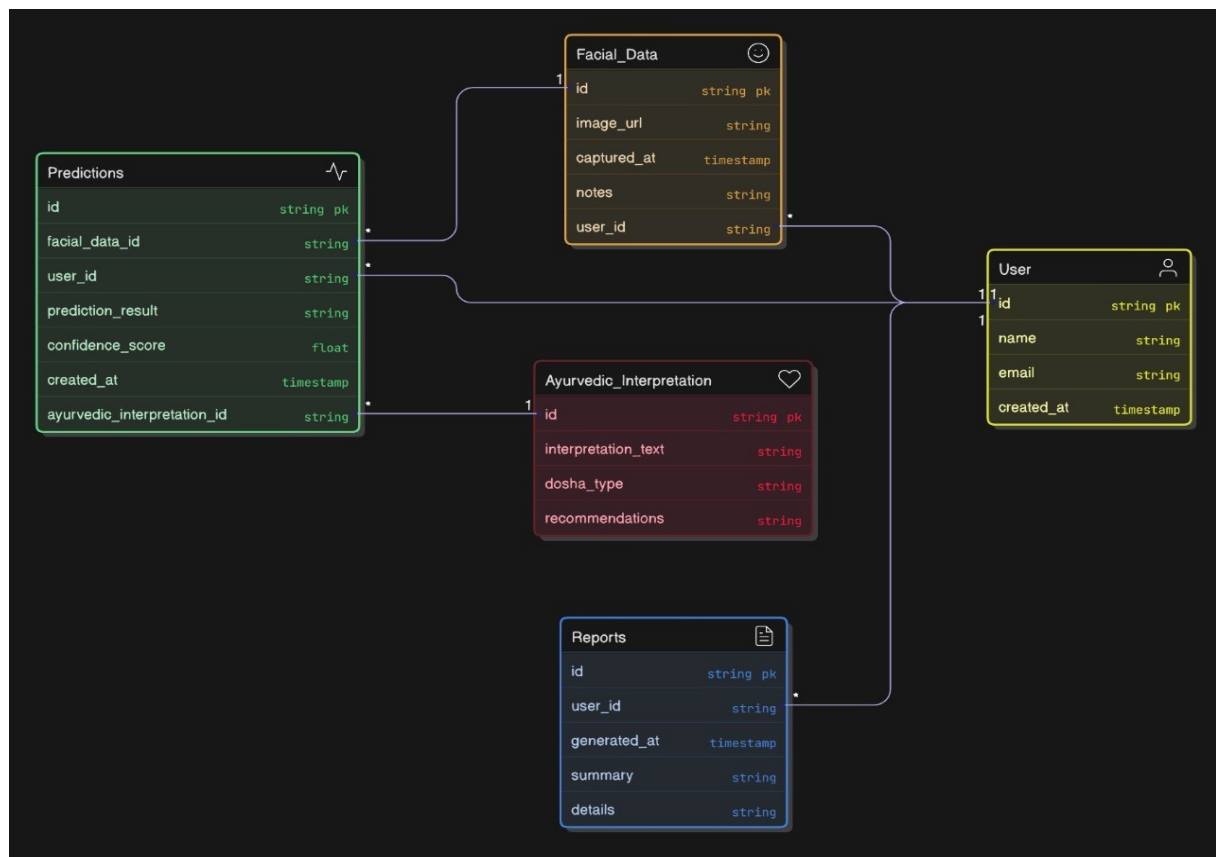 Facial_Data
1
id string pk
image_url string
captured_at timestamp
notes string
*
user_id string
Predictions
id string pk
*
facial_data_id string
*
user_id string
prediction_result string
confidence_score float
created_at timestamp
*
ayurvedic_interpretation_id string
User
1 1
id string pk
1
name string
email string
created_at timestamp
Ayurvedic_Interpretation
1
id string pk
interpretation_text string
dosha_type string
recommendations string
Reports
id string pk
*
user_id string
generated_at timestamp
summary string
details string